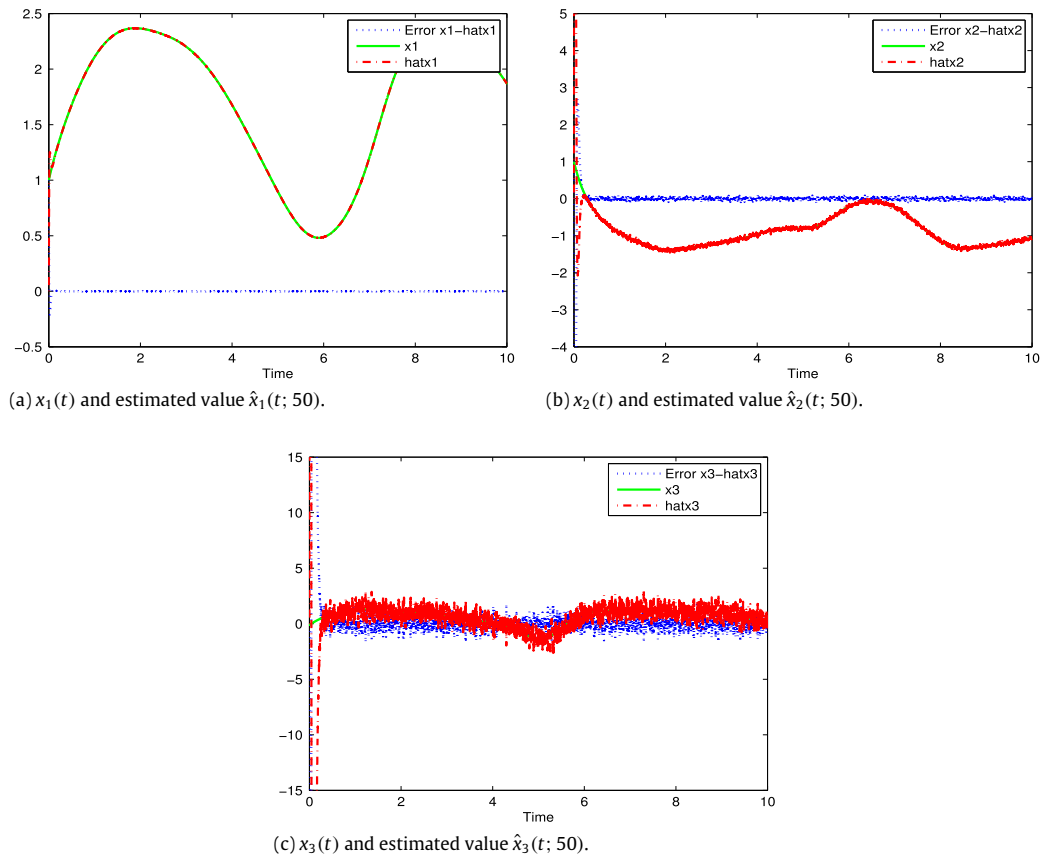 2.5
2
1.5
1
0.5
0
−0.5
0 2 4 6 8 10
Time
Error x1−hatx1
x1
hatx1
(a) x₁(t) and estimated value x̂₁(t; 50).
5
4
3
2
1
0
−1
−2
−3
−4
0 2 4 6 8 10
Time
Error x2−hatx2
x2
hatx2
(b) x₂(t) and estimated value x̂₂(t; 50).
15
10
5
0
−5
−10
−15
0 2 4 6 8 10
Time
Error x3−hatx3
x3
hatx3
(c) x₃(t) and estimated value x̂₃(t; 50).